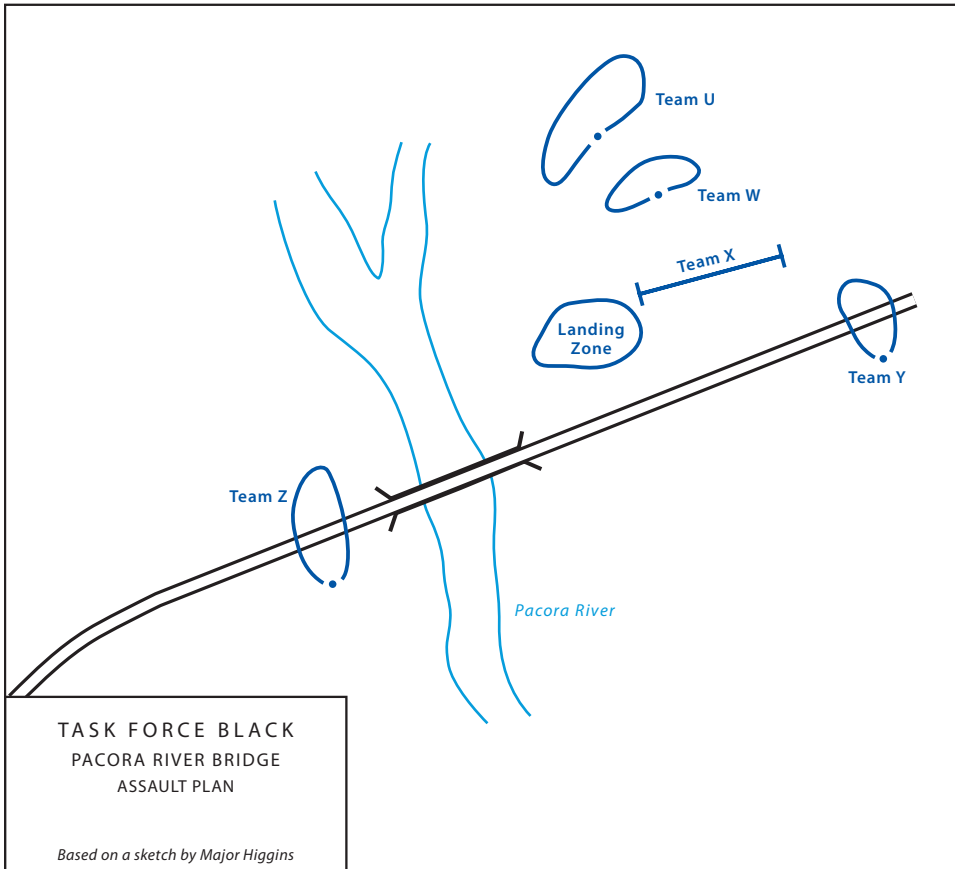 Team U
Team W
Team X
Landing
Zone
Team Y
Team Z
Pacora River
TASK FORCE BLACK
PACORA RIVER BRIDGE
ASSAULT PLAN
Based on a sketch by Major Higgins